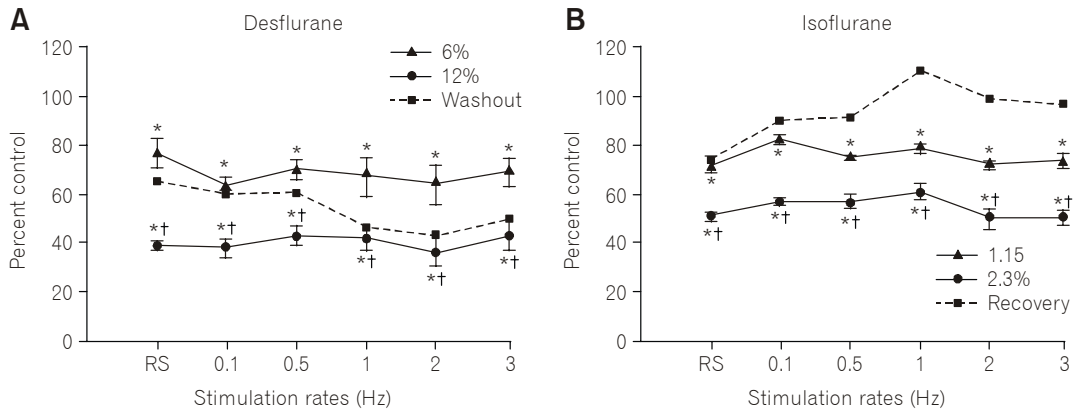 A
Desflurane
6%
12%
Washout
Percent control
120
100
80
60
40
20
0
* * * * * *
*† *† *† *† *† *†
RS 0.1 0.5 1 2 3
Stimulation rates (Hz)
B
Isoflurane
Percent control
120
100
80
60
40
20
0
* * * * * *
*† *† *† *† *† *†
1.15
2.3%
Recovery
RS 0.1 0.5 1 2 3
Stimulation rates (Hz)